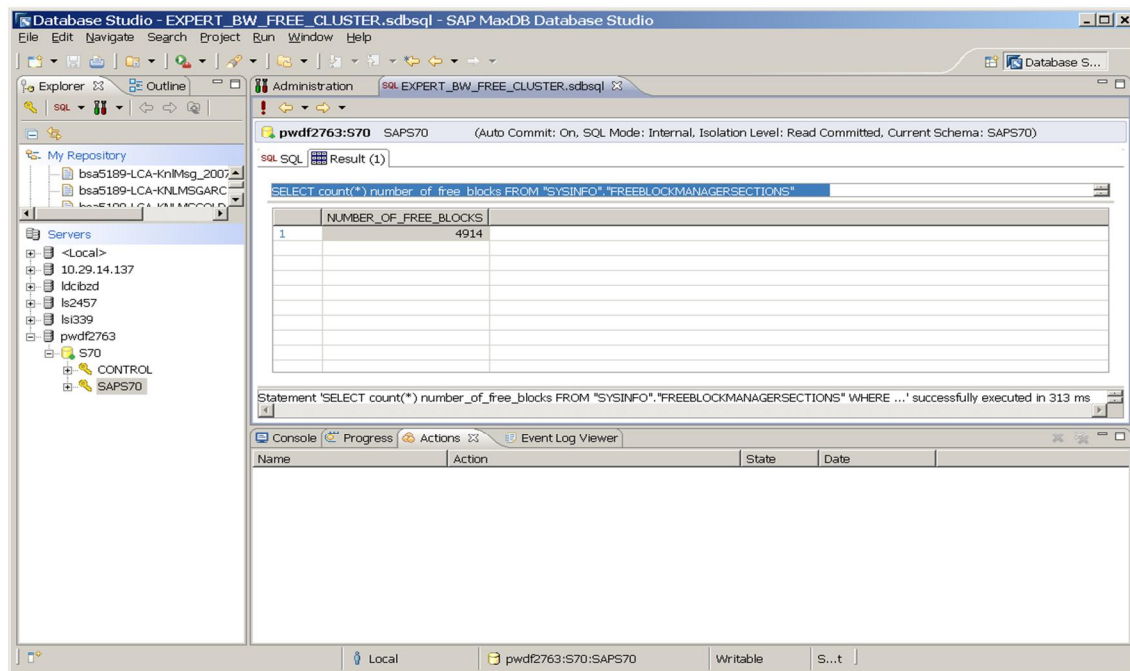 Database Studio - EXPERT_BW_FREE_CLUSTER.sdbsql - SAP MaxDB Database Studio
File Edit Navigate Search Project Run Window Help
Database S...
Explorer Outline
Administration SQL EXPERT_BW_FREE_CLUSTER.sdbsql
SQL
pwdf2763:S70 SAPS70 (Auto Commit: On, SQL Mode: Internal, Isolation Level: Read Committed, Current Schema: SAPS70)
My Repository
bsa5189-LCA-KnlMsg_2007
bsa5189-LCA-KNLMSGARC
SQL SQL Result (1)
SELECT count(*) number_of_free_blocks FROM "SYSINFO"."FREEBLOCKMANAGERSECTIONS"
NUMBER_OF_FREE_BLOCKS
1 4914
Servers
<Local>
10.29.14.137
ldcibzd
ls2457
lsi339
pwdf2763
S70
CONTROL
SAPS70
Statement 'SELECT count(*) number_of_free_blocks FROM "SYSINFO"."FREEBLOCKMANAGERSECTIONS" WHERE ...' successfully executed in 313 ms
Console Progress Actions Event Log Viewer
Name Action State Date
Local pwdf2763:S70:SAPS70 Writable S...t